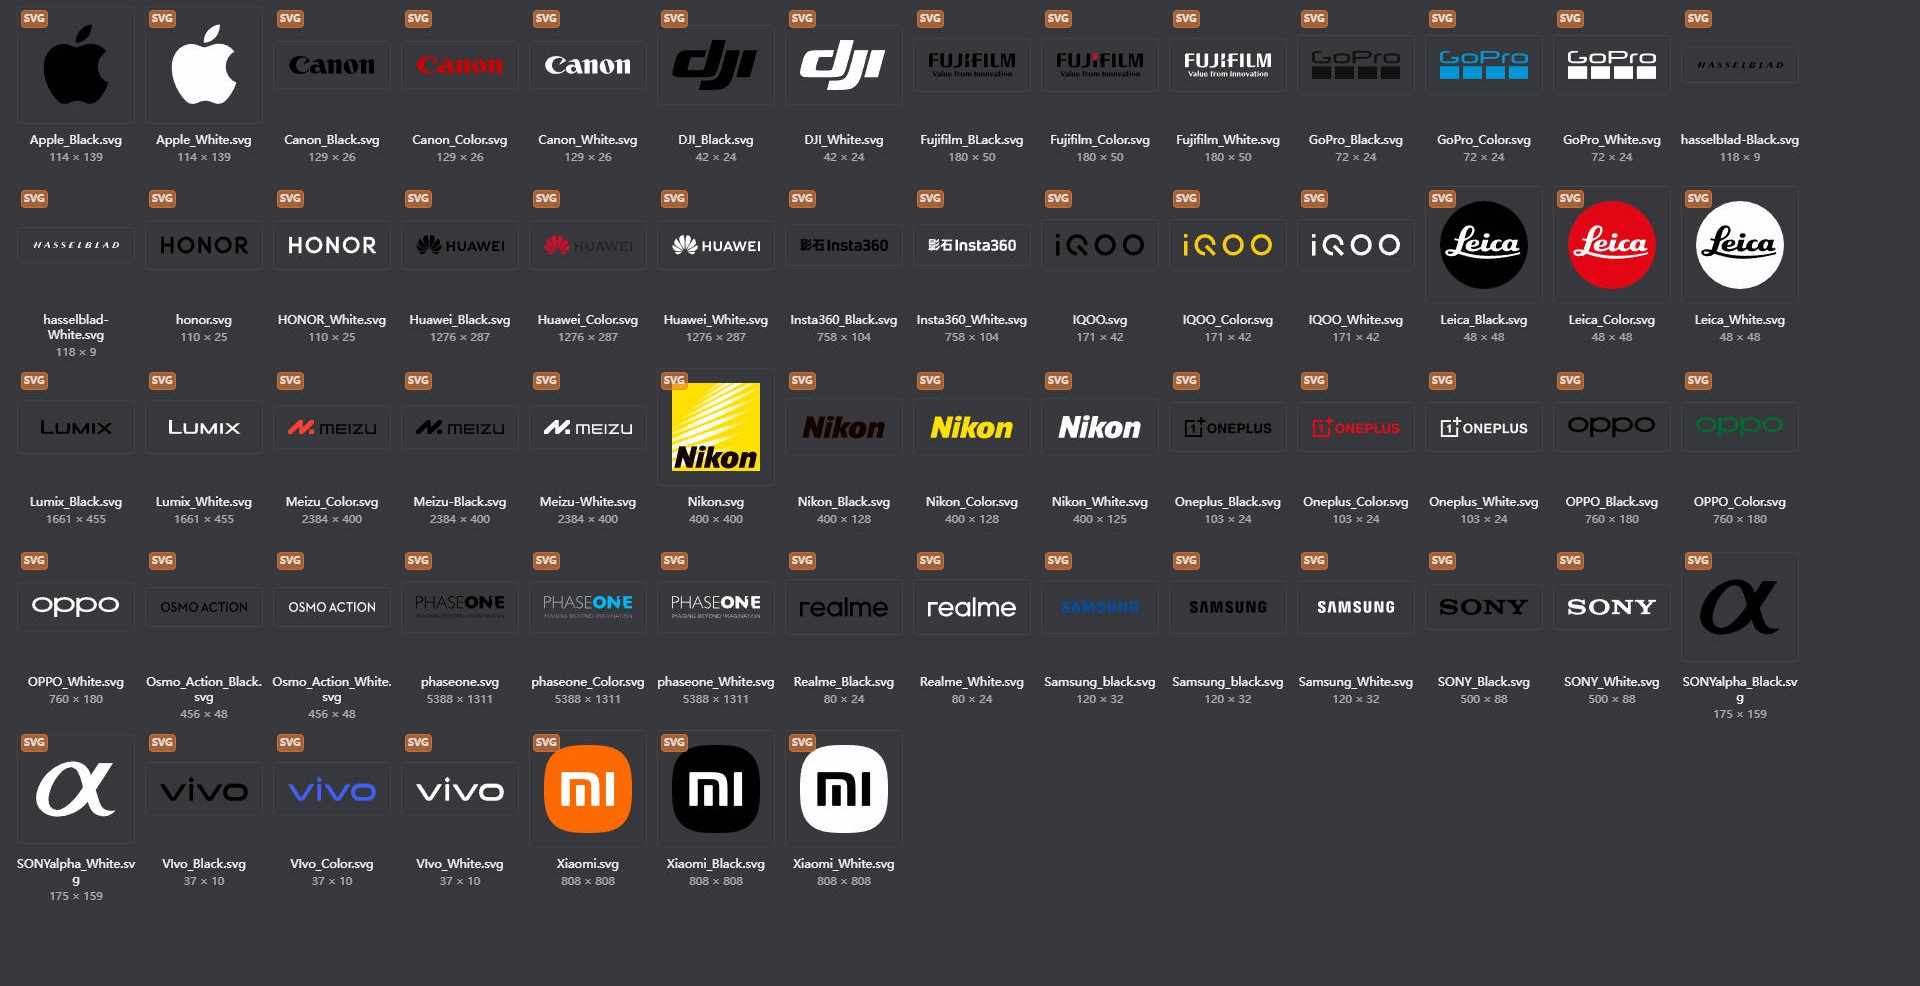 SVG SVG SVG SVG SVG SVG SVG SVG SVG SVG SVG SVG SVG SVG
Canon Canon Canon dji dji FUJIFILM FUJIFILM FUJIFILM GoPro GoPro GoPro HASSELBLAD
Value from Innovation Value from Innovation Value from Innovation
Apple_Black.svg Apple_White.svg Canon_Black.svg Canon_Color.svg Canon_White.svg DJI_Black.svg DJI_White.svg Fujifilm_BLack.svg Fujifilm_Color.svg Fujifilm_White.svg GoPro_Black.svg GoPro_Color.svg GoPro_White.svg hasselblad-Black.svg
114 × 139 114 × 139 129 × 26 129 × 26 129 × 26 42 × 24 42 × 24 180 × 50 180 × 50 180 × 50 72 × 24 72 × 24 72 × 24 118 × 9
SVG SVG SVG SVG SVG SVG SVG SVG SVG SVG SVG SVG SVG SVG
HASSELBLAD HONOR HONOR HUAWEI HUAWEI HUAWEI 影石Insta360 影石Insta360 iQOO iQOO iQOO Leica Leica Leica
hasselblad- honor.svg HONOR_White.svg Huawei_Black.svg Huawei_Color.svg Huawei_White.svg Insta360_Black.svg Insta360_White.svg IQOO.svg IQOO_Color.svg IQOO_White.svg Leica_Black.svg Leica_Color.svg Leica_White.svg
White.svg 110 × 25 110 × 25 1276 × 287 1276 × 287 1276 × 287 758 × 104 758 × 104 171 × 42 171 × 42 171 × 42 48 × 48 48 × 48 48 × 48
118 × 9
SVG SVG SVG SVG SVG SVG SVG SVG SVG SVG SVG SVG SVG SVG
LUMIX LUMIX MEIZU MEIZU MEIZU Nikon Nikon Nikon Nikon 1+ ONEPLUS 1+ ONEPLUS 1+ ONEPLUS oppo oppo
Lumix_Black.svg Lumix_White.svg Meizu_Color.svg Meizu-Black.svg Meizu-White.svg Nikon.svg Nikon_Black.svg Nikon_Color.svg Nikon_White.svg Oneplus_Black.svg Oneplus_Color.svg Oneplus_White.svg OPPO_Black.svg OPPO_Color.svg
1661 × 455 1661 × 455 2384 × 400 2384 × 400 2384 × 400 400 × 400 400 × 128 400 × 128 400 × 125 103 × 24 103 × 24 103 × 24 760 × 180 760 × 180
SVG SVG SVG SVG SVG SVG SVG SVG SVG SVG SVG SVG SVG SVG
oppo OSMO ACTION OSMO ACTION PHASEONE PHASEONE PHASEONE realme realme SAMSUNG SAMSUNG SAMSUNG SONY SONY α
IMAGING BEYOND IMAGINATION IMAGING BEYOND IMAGINATION IMAGING BEYOND IMAGINATION
OPPO_White.svg Osmo_Action_Black. Osmo_Action_White. phaseone.svg phaseone_Color.svg phaseone_White.svg Realme_Black.svg Realme_White.svg Samsung_black.svg Samsung_black.svg Samsung_White.svg SONY_Black.svg SONY_White.svg SONYalpha_Black.sv
760 × 180 svg svg 5388 × 1311 5388 × 1311 5388 × 1311 80 × 24 80 × 24 120 × 32 120 × 32 120 × 32 500 × 88 500 × 88 g
456 × 48 456 × 48 175 × 159
SVG SVG SVG SVG SVG SVG SVG
α vivo vivo vivo mi mi mi
SONYalpha_White.sv VIvo_Black.svg VIvo_Color.svg VIvo_White.svg Xiaomi.svg Xiaomi_Black.svg Xiaomi_White.svg
g 37 × 10 37 × 10 37 × 10 808 × 808 808 × 808 808 × 808
175 × 159